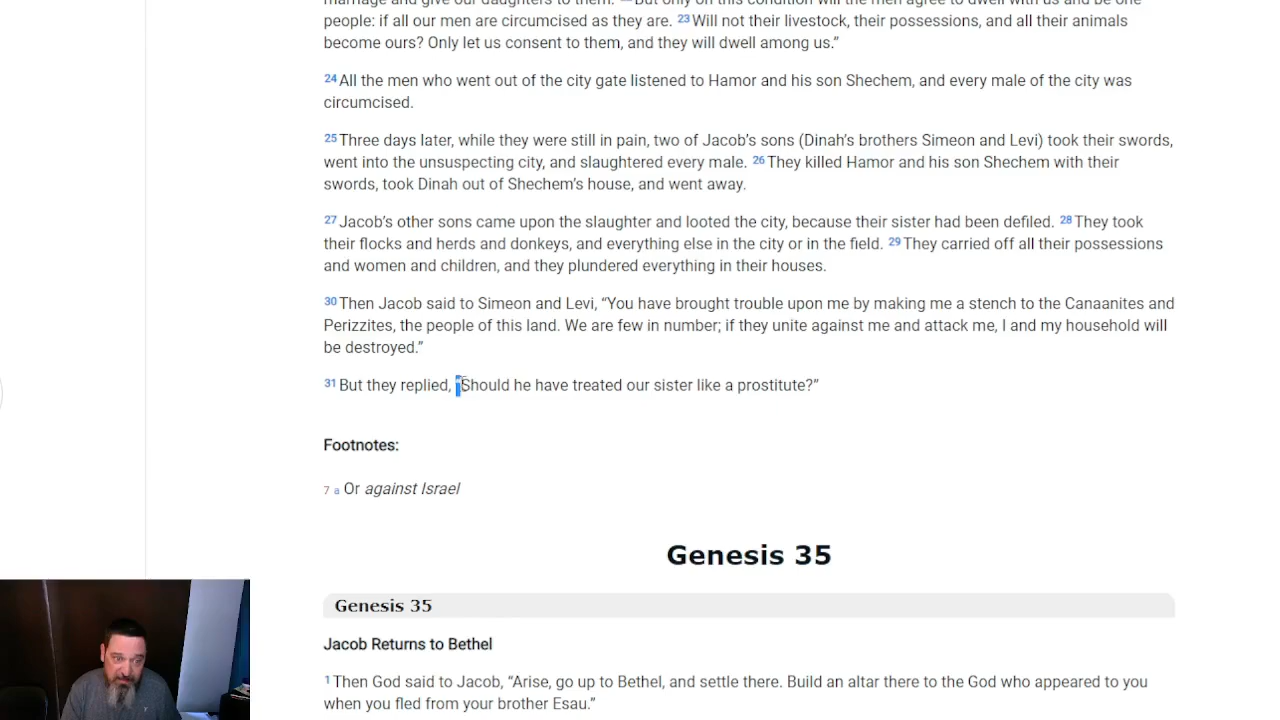 marriage and give our daughters to them. 22 But only on this condition will the men agree to dwell with us and be one
people: if all our men are circumcised as they are. 23 Will not their livestock, their possessions, and all their animals
become ours? Only let us consent to them, and they will dwell among us.”
24 All the men who went out of the city gate listened to Hamor and his son Shechem, and every male of the city was
circumcised.
25 Three days later, while they were still in pain, two of Jacob’s sons (Dinah’s brothers Simeon and Levi) took their swords,
went into the unsuspecting city, and slaughtered every male. 26 They killed Hamor and his son Shechem with their
swords, took Dinah out of Shechem’s house, and went away.
27 Jacob’s other sons came upon the slaughter and looted the city, because their sister had been defiled. 28 They took
their flocks and herds and donkeys, and everything else in the city or in the field. 29 They carried off all their possessions
and women and children, and they plundered everything in their houses.
30 Then Jacob said to Simeon and Levi, “You have brought trouble upon me by making me a stench to the Canaanites and
Perizzites, the people of this land. We are few in number; if they unite against me and attack me, I and my household will
be destroyed.”
31 But they replied, “Should he have treated our sister like a prostitute?”
Footnotes:
7 a Or against Israel
Genesis 35
Genesis 35
Jacob Returns to Bethel
1 Then God said to Jacob, “Arise, go up to Bethel, and settle there. Build an altar there to the God who appeared to you
when you fled from your brother Esau.”